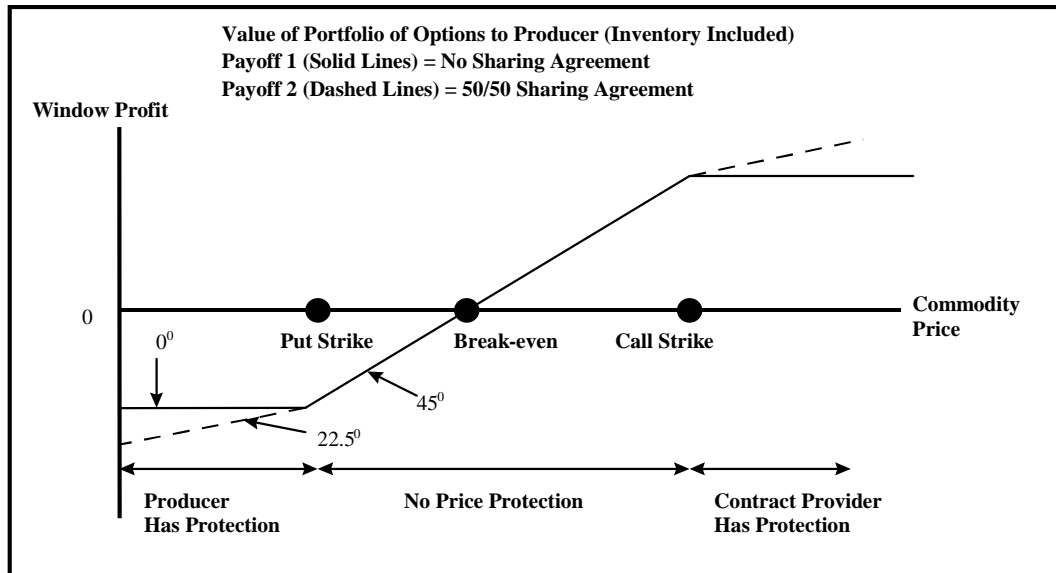 Value of Portfolio of Options to Producer (Inventory Included)
Payoff 1 (Solid Lines) = No Sharing Agreement
Payoff 2 (Dashed Lines) = 50/50 Sharing Agreement
Window Profit
0
Commodity
Price
Put Strike
Break-even
Call Strike
0⁰
45⁰
22.5⁰
Producer
Has Protection
No Price Protection
Contract Provider
Has Protection